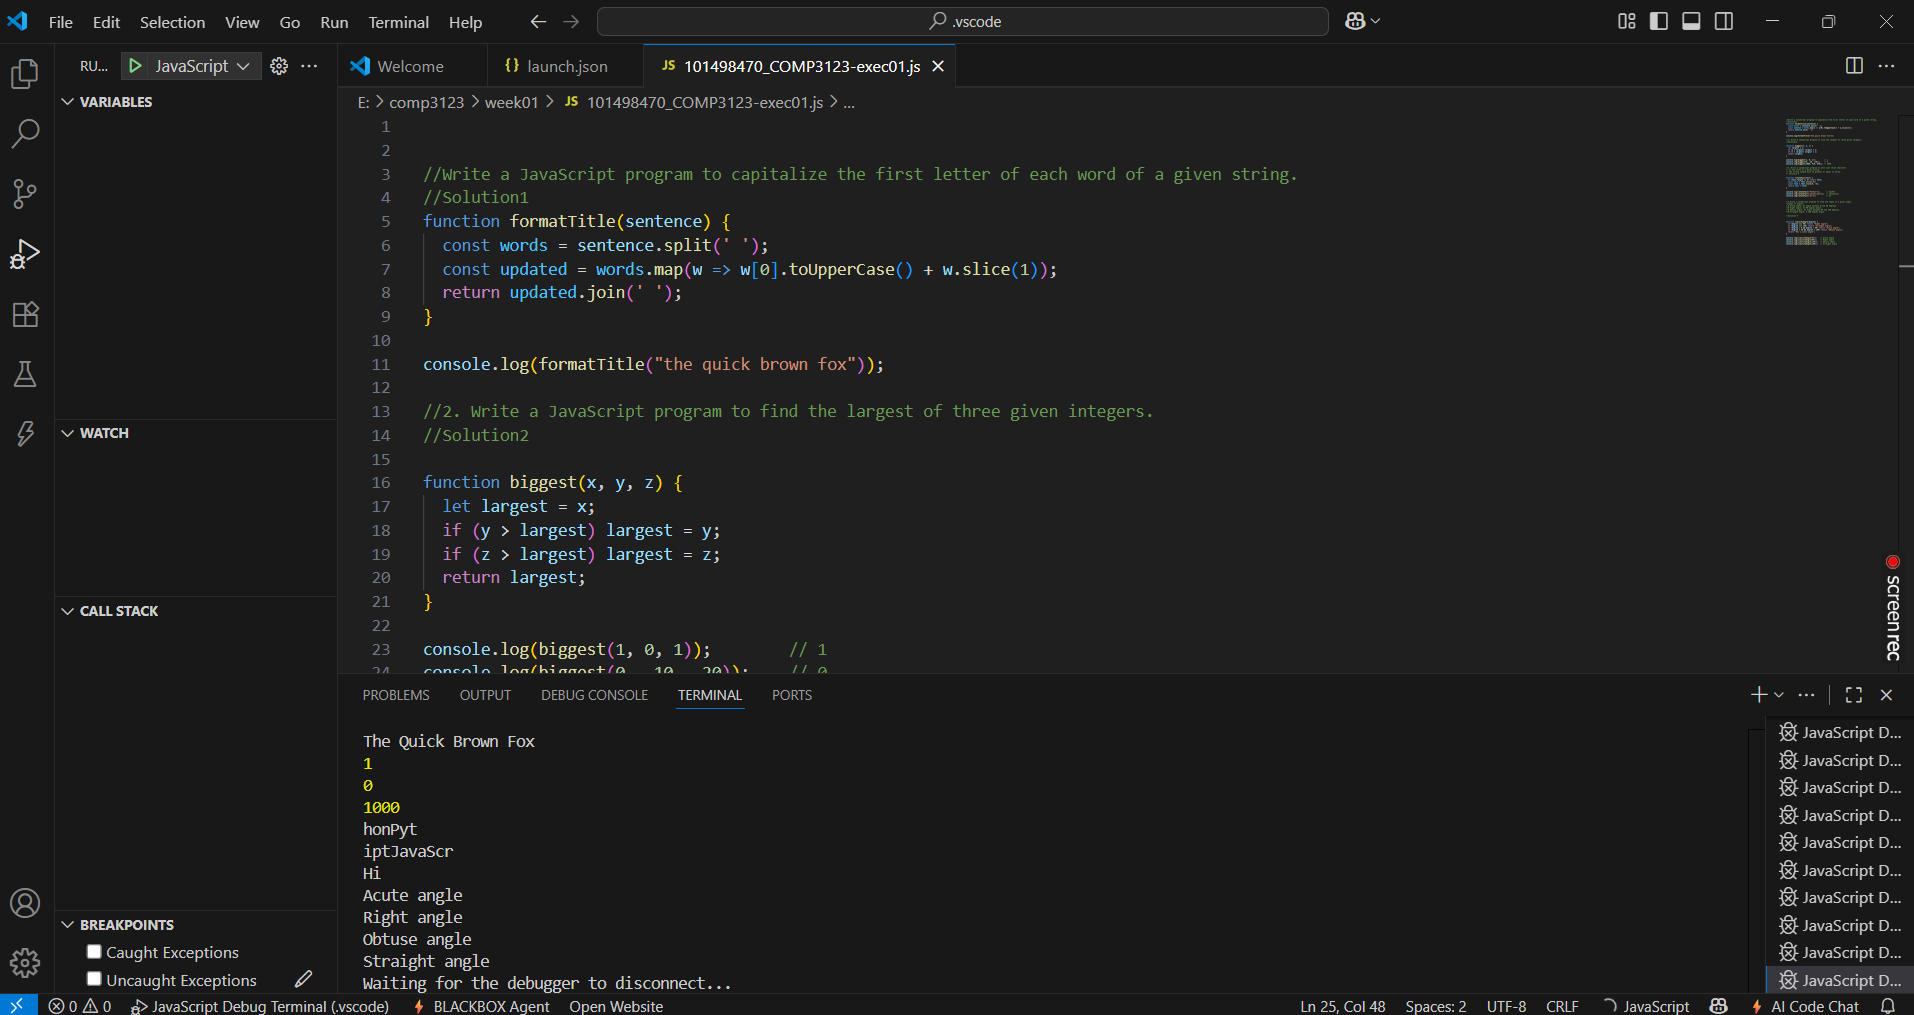 File Edit Selection View Go Run Terminal Help
.vscode
RU... JavaScript
Welcome
launch.json
JS 101498470_COMP3123-exec01.js
E: > comp3123 > week01 > JS 101498470_COMP3123-exec01.js > ...
VARIABLES
WATCH
CALL STACK
BREAKPOINTS
Caught Exceptions
Uncaught Exceptions
1
2
3 //Write a JavaScript program to capitalize the first letter of each word of a given string.
4 //Solution1
5 function formatTitle(sentence) {
6 const words = sentence.split(' ');
7 const updated = words.map(w => w[0].toUpperCase() + w.slice(1));
8 return updated.join(' ');
9 }
10
11 console.log(formatTitle("the quick brown fox"));
12
13 //2. Write a JavaScript program to find the largest of three given integers.
14 //Solution2
15
16 function biggest(x, y, z) {
17 let largest = x;
18 if (y > largest) largest = y;
19 if (z > largest) largest = z;
20 return largest;
21 }
22
23 console.log(biggest(1, 0, 1)); // 1
screenrec
PROBLEMS OUTPUT DEBUG CONSOLE TERMINAL PORTS
The Quick Brown Fox
1
0
1000
honPyt
iptJavaScr
Hi
Acute angle
Right angle
Obtuse angle
Straight angle
Waiting for the debugger to disconnect...
JavaScript D...
JavaScript D...
JavaScript D...
JavaScript D...
JavaScript D...
JavaScript D...
JavaScript D...
JavaScript D...
JavaScript D...
JavaScript D...
0 0 JavaScript Debug Terminal (.vscode) BLACKBOX Agent Open Website Ln 25, Col 48 Spaces: 2 UTF-8 CRLF JavaScript AI Code Chat